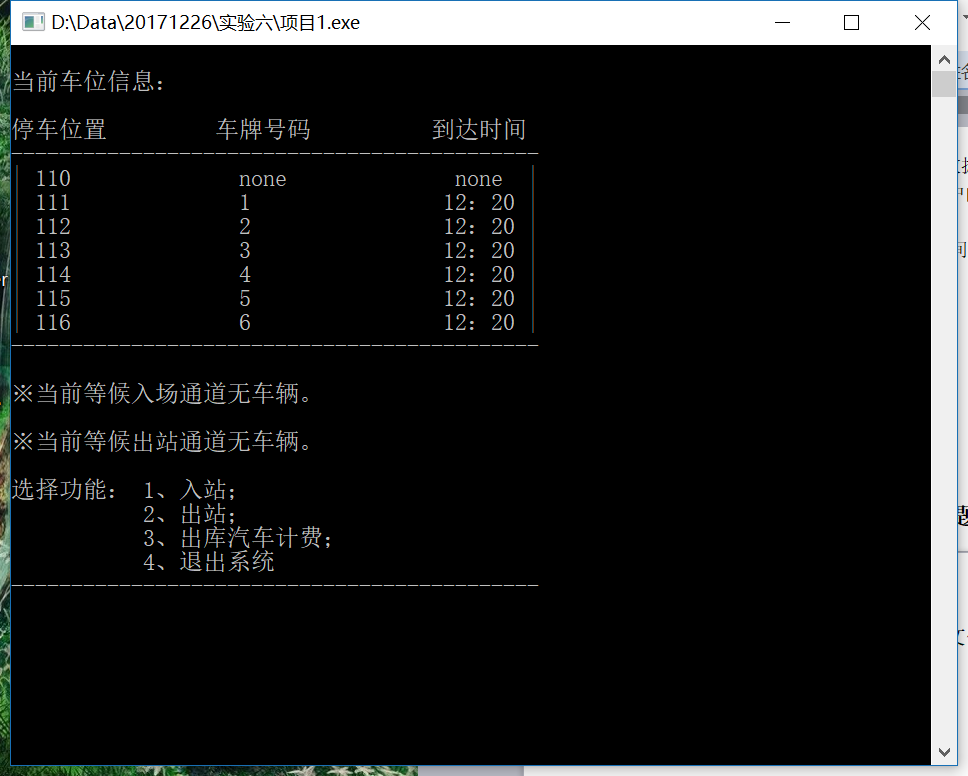 D:\Data\20171226\实验六\项目1.exe
当前车位信息：
停车位置 车牌号码 到达时间
110 none none
111 1 12：20
112 2 12：20
113 3 12：20
114 4 12：20
115 5 12：20
116 6 12：20
※当前等候入场通道无车辆。
※当前等候出站通道无车辆。
选择功能： 1、入站；
2、出站；
3、出库汽车计费；
4、退出系统